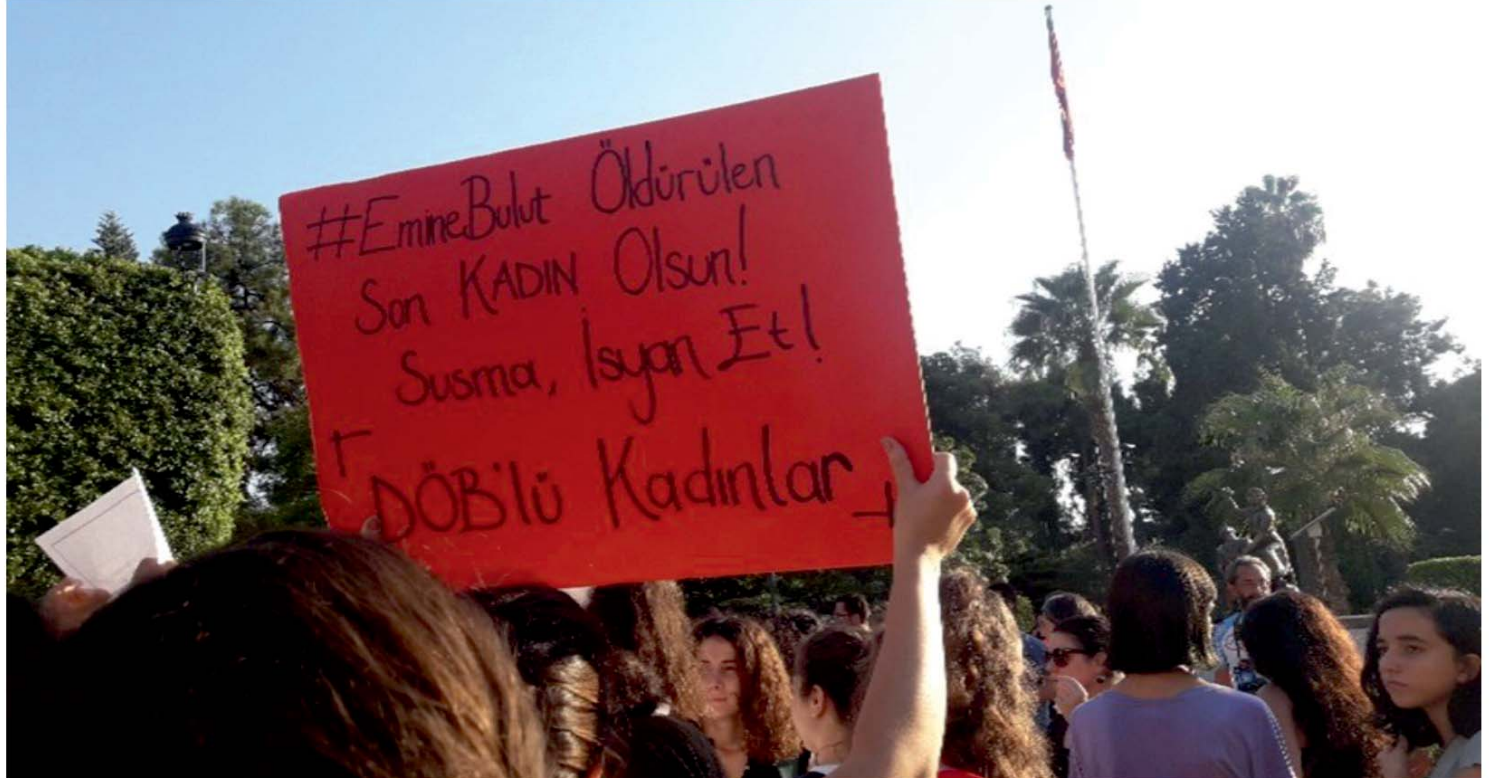 #EmineBulut Öldürülen
Son KADIN Olsun!
Susma, İsyan Et!
DÖB'lü Kadınlar